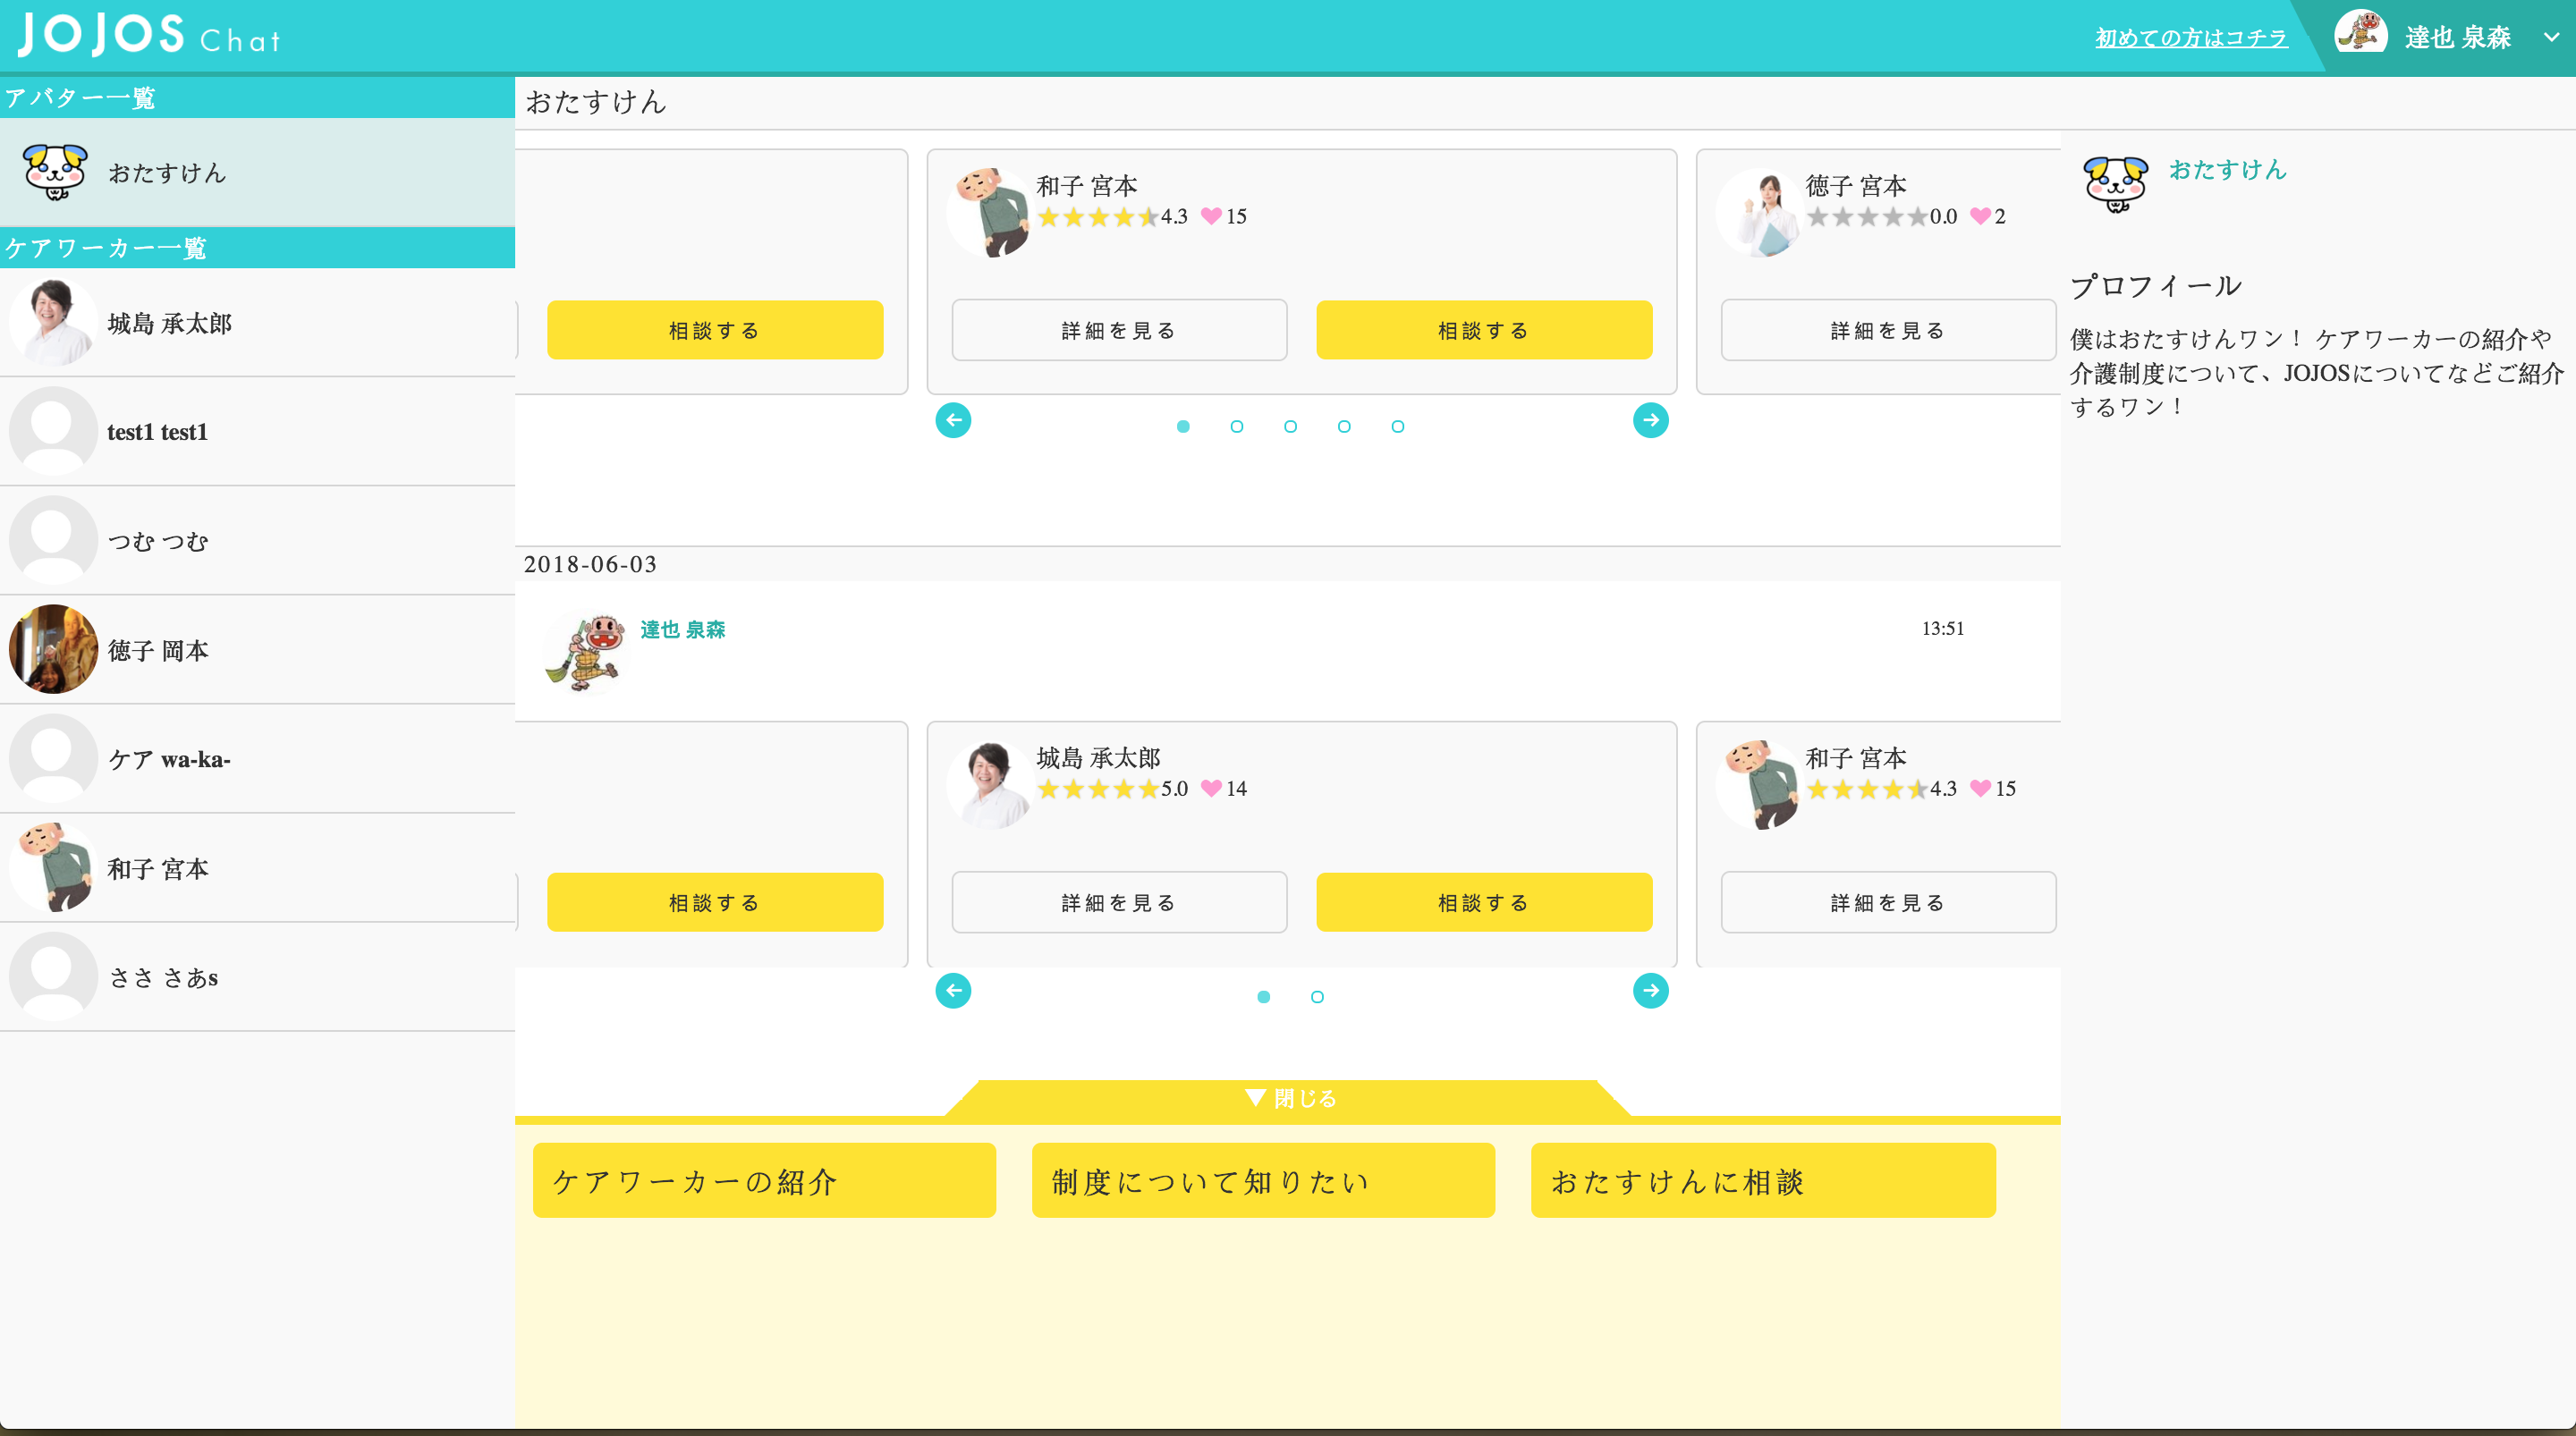 JOJOS Chat
初めての方はコチラ
達也 泉森
アバター一覧
おたすけん
ケアワーカー一覧
城島 承太郎
test1 test1
つむ つむ
徳子 岡本
ケア wa-ka-
和子 宮本
ささ さあs
おたすけん
相談する
和子 宮本
4.3 15
詳細を見る
相談する
徳子 宮本
0.0 2
詳細を見る
2018-06-03
達也 泉森
13:51
相談する
城島 承太郎
5.0 14
詳細を見る
相談する
和子 宮本
4.3 15
詳細を見る
▼ 閉じる
ケアワーカーの紹介
制度について知りたい
おたすけんに相談
おたすけん
プロフィール
僕はおたすけんワン！ ケアワーカーの紹介や
介護制度について、JOJOSについてなどご紹介
するワン！